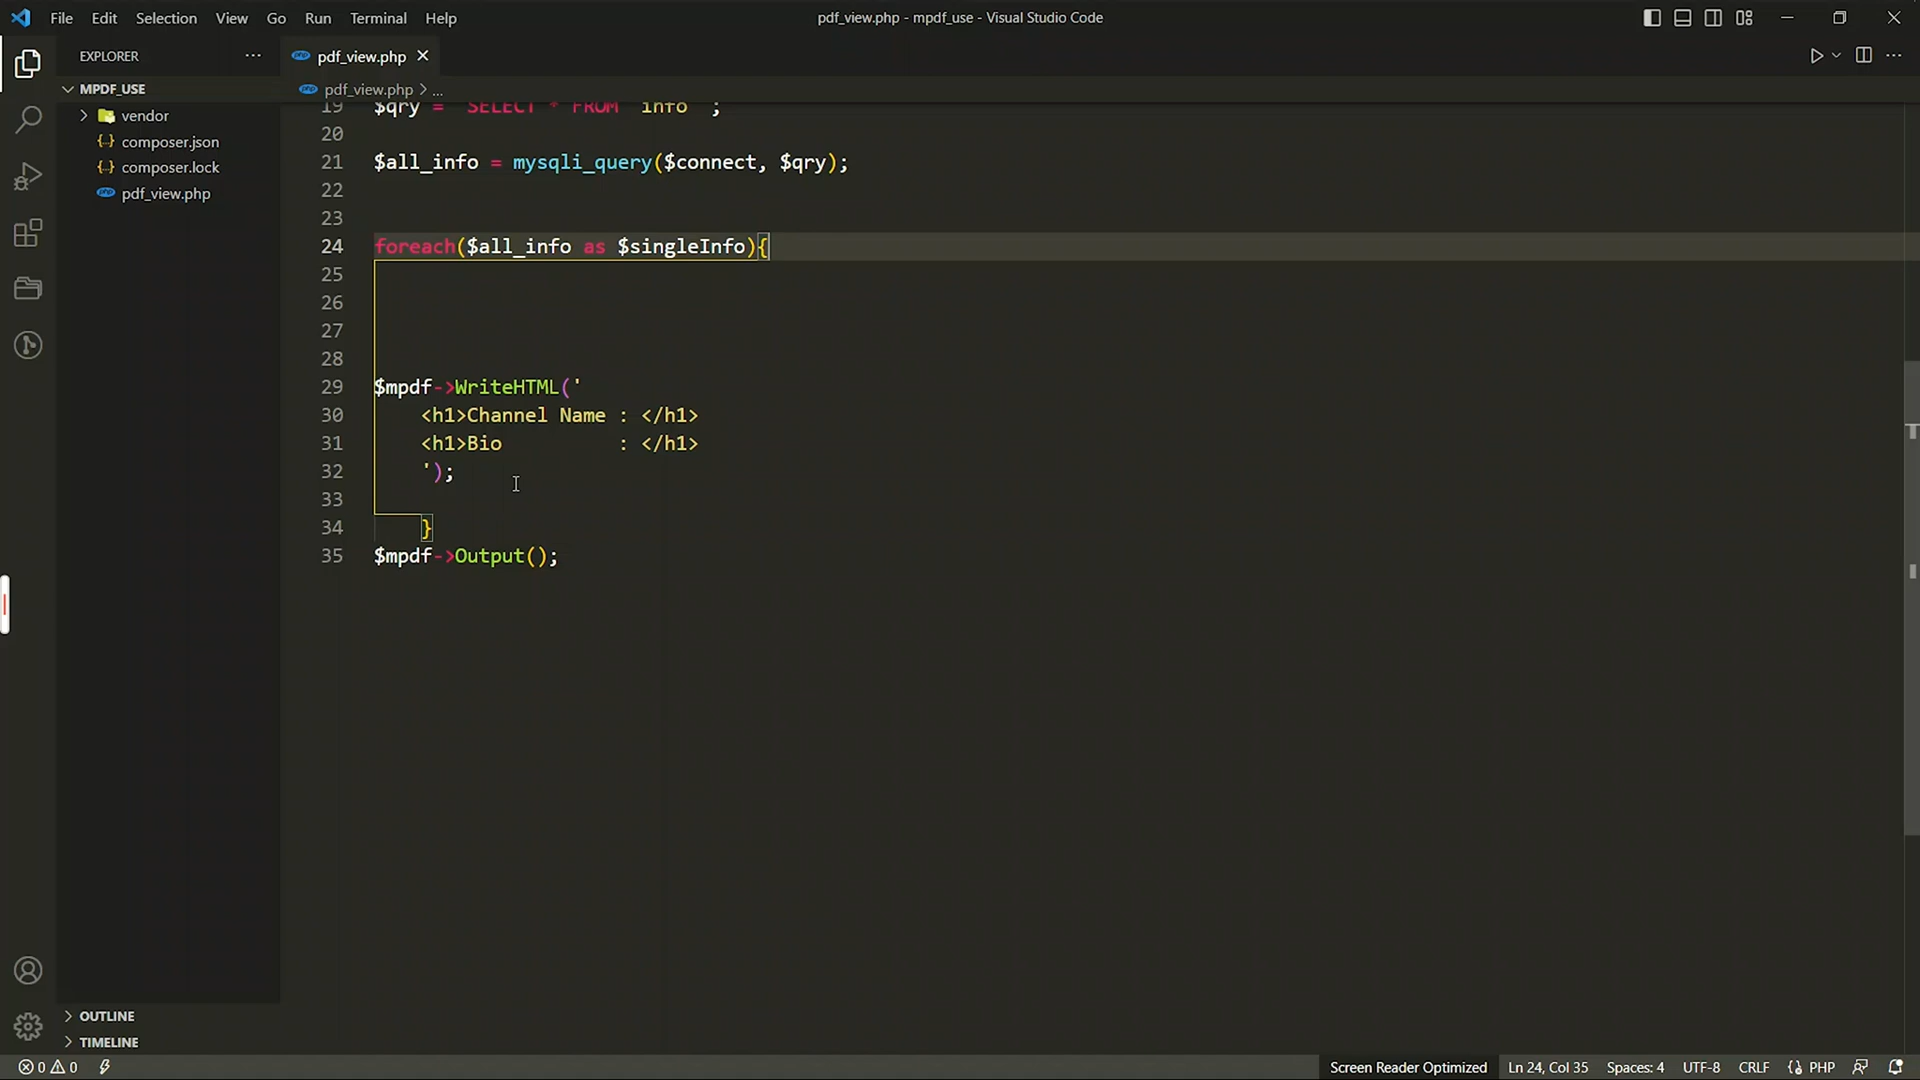 File Edit Selection View Go Run Terminal Help
pdf_view.php - mpdf_use - Visual Studio Code
EXPLORER ...
MPDF_USE
vendor
composer.json
composer.lock
pdf_view.php
pdf_view.php
pdf_view.php > ...
19 $qry = SELECT * FROM info ;
20
21 $all_info = mysqli_query($connect, $qry);
22
23
24 foreach($all_info as $singleInfo){
25
26
27
28
29 $mpdf->WriteHTML('
30 <h1>Channel Name : </h1>
31 <h1>Bio : </h1>
32 ');
33
34 }
35 $mpdf->Output();
OUTLINE
TIMELINE
0 0 Screen Reader Optimized Ln 24, Col 35 Spaces: 4 UTF-8 CRLF PHP